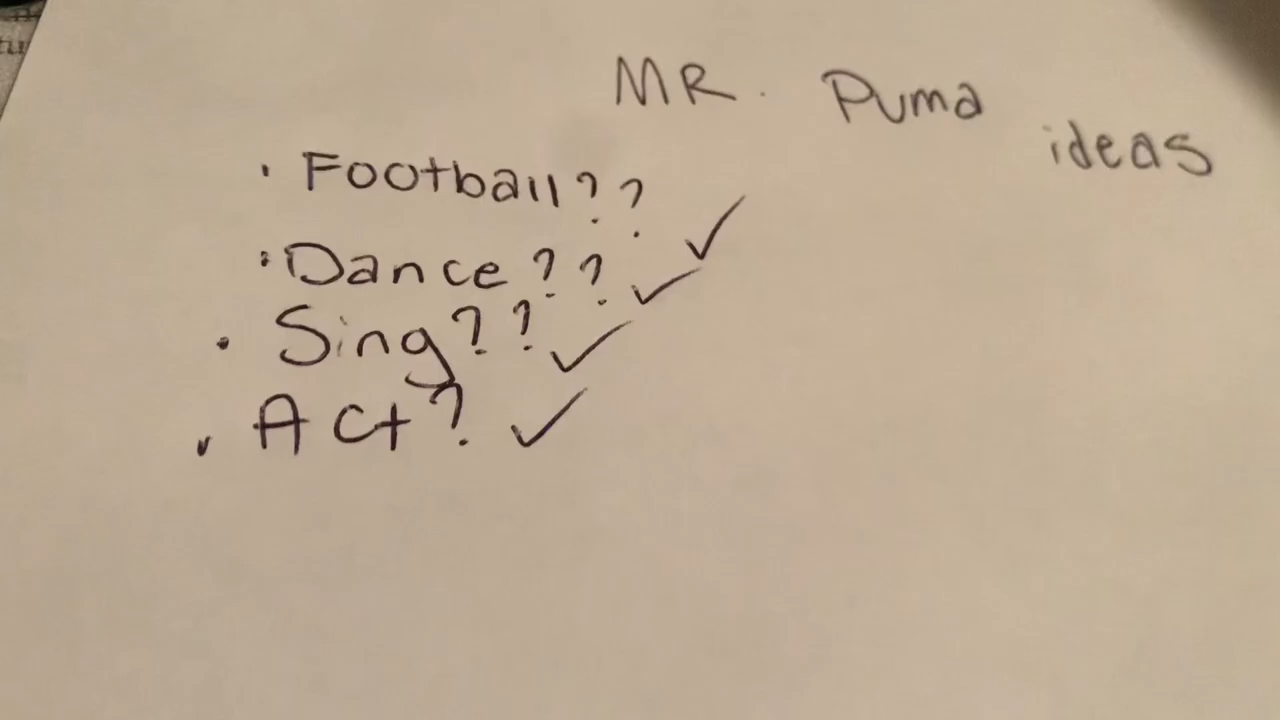 MR. Puma
ideas
• Football??
• Dance?? ✓
• Sing?? ✓ ✓
• Act? ✓